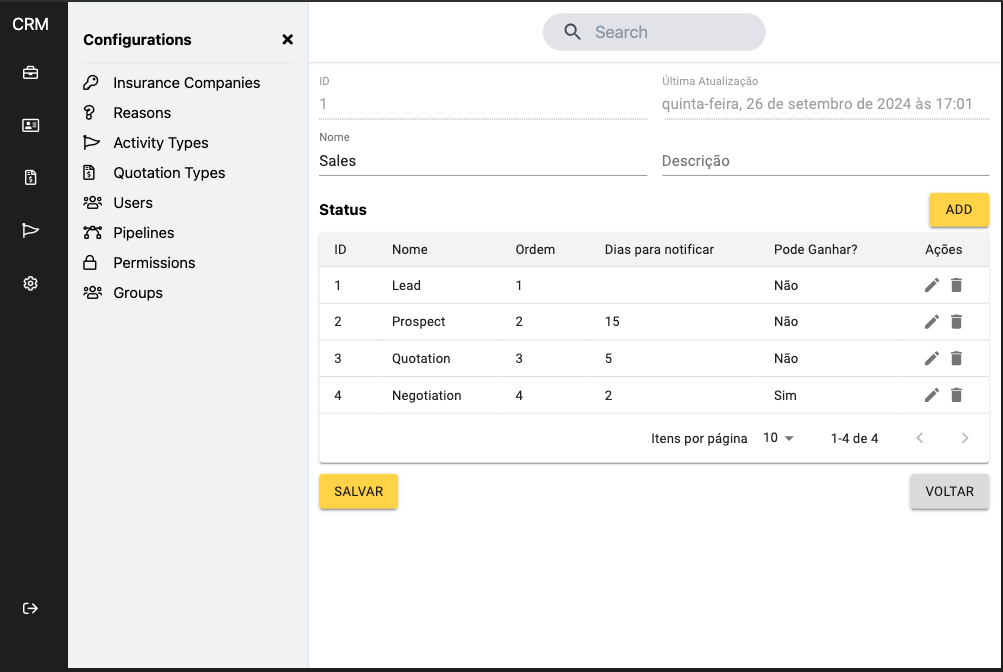 CRM
Configurations
Insurance Companies
Reasons
Activity Types
Quotation Types
Users
Pipelines
Permissions
Groups
Search
ID Última Atualização
1 quinta-feira, 26 de setembro de 2024 às 17:01
Nome
Sales Descrição
Status ADD
ID Nome Ordem Dias para notificar Pode Ganhar? Ações
1 Lead 1 Não
2 Prospect 2 15 Não
3 Quotation 3 5 Não
4 Negotiation 4 2 Sim
Itens por página 10 1-4 de 4
SALVAR VOLTAR